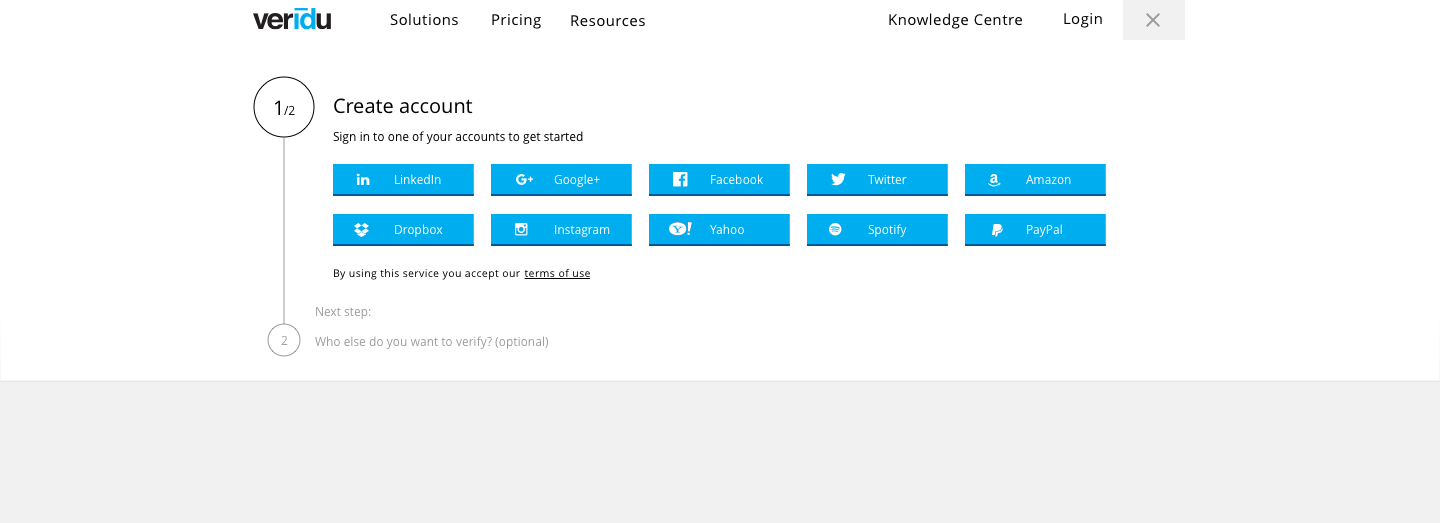 veridu Solutions Pricing Resources Knowledge Centre Login
1/2 Create account
Sign in to one of your accounts to get started
LinkedIn Google+ Facebook Twitter Amazon
Dropbox Instagram Yahoo Spotify PayPal
By using this service you accept our terms of use
Next step:
2 Who else do you want to verify? (optional)